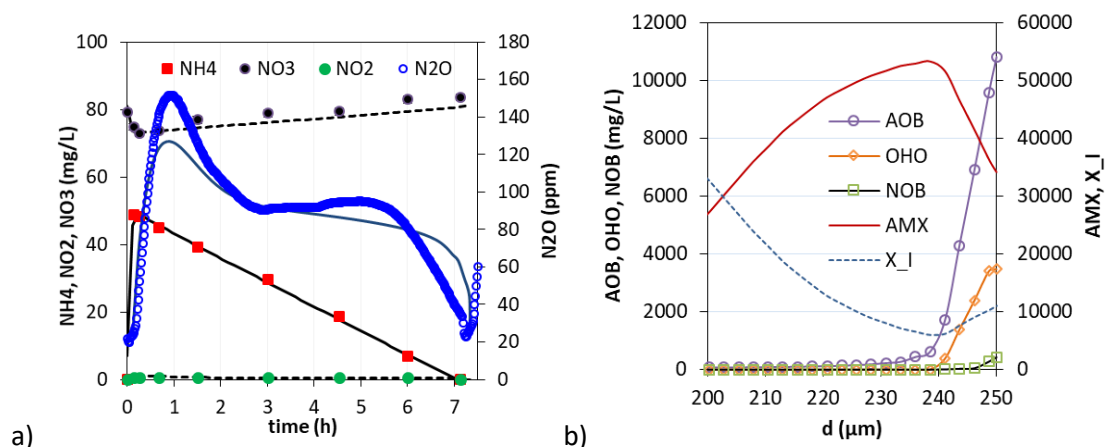 100
80
60
40
20
0
NH4, NO2, NO3 (mg/L)
NH4 NO3 NO2 N2O
180
160
140
120
100
80
60
40
20
0
N2O (ppm)
0 1 2 3 4 5 6 7
time (h)
a)
12000
10000
8000
6000
4000
2000
0
AOB, OHO, NOB (mg/L)
AOB
OHO
NOB
AMX
X_I
60000
50000
40000
30000
20000
10000
0
AMX, X_I
200 210 220 230 240 250
d (µm)
b)